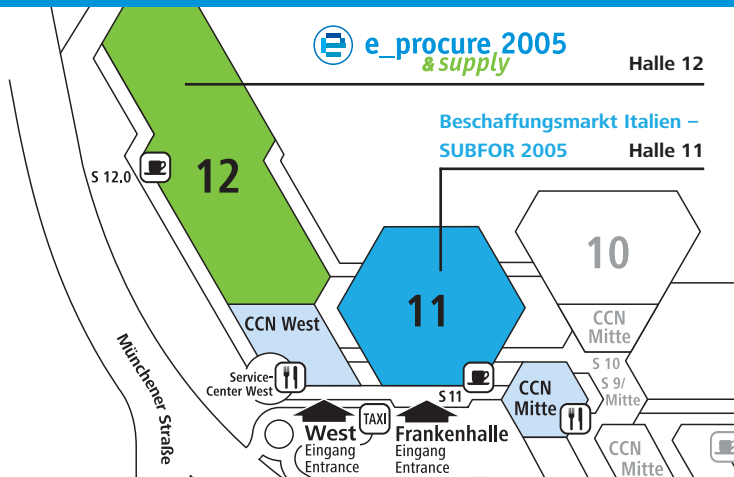 e_procure 2005
& supply
Halle 12
Beschaffungsmarkt Italien –
SUBFOR 2005
Halle 11
S 12.0
12
10
11
CCN West
CCN
Mitte
Münchener Straße
Service-
Center West
S 10
S 9/
Mitte
S 11
CCN
Mitte
TAXI
West
Eingang
Entrance
Frankenhalle
Eingang
Entrance
CCN
Mitte